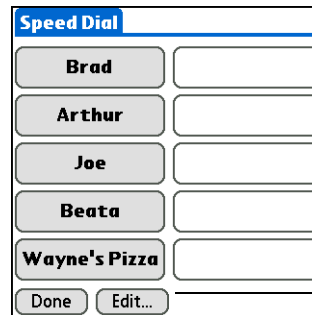 Speed Dial
Brad
Arthur
Joe
Beata
Wayne's Pizza
Done Edit...